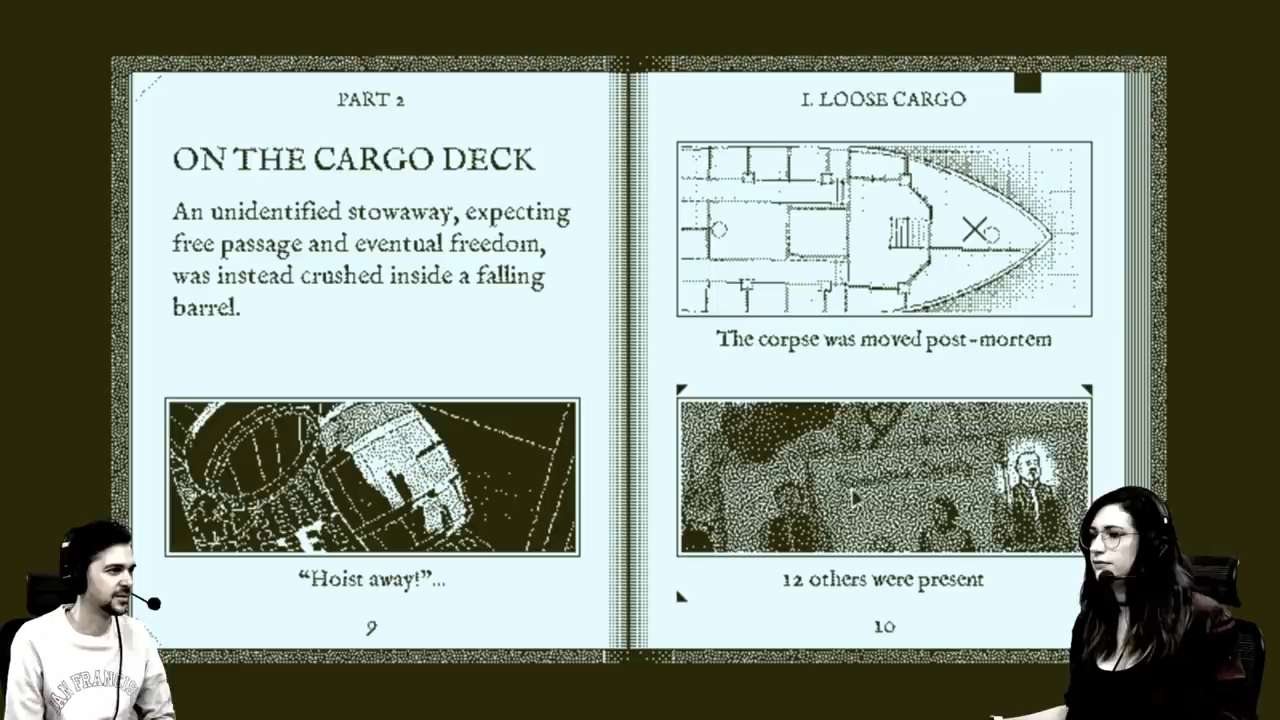 PART 2
ON THE CARGO DECK
An unidentified stowaway, expecting
free passage and eventual freedom,
was instead crushed inside a falling
barrel.
"Hoist away!"...
9
I. LOOSE CARGO
The corpse was moved post-mortem
12 others were present
10